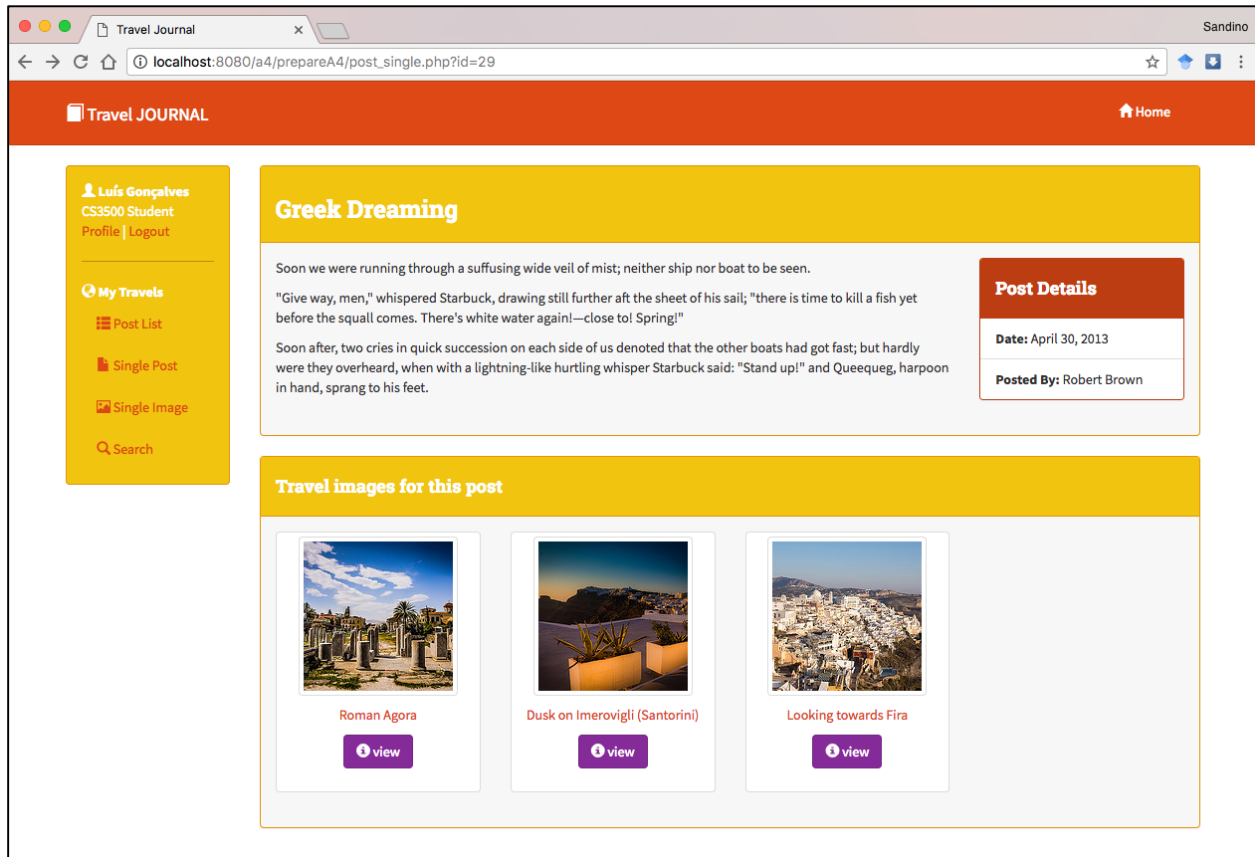 Travel Journal
Sandino
localhost:8080/a4/prepareA4/post_single.php?id=29
Travel JOURNAL
Home
Luís Gonçalves
CS3500 Student
Profile | Logout
My Travels
Post List
Single Post
Single Image
Search
Greek Dreaming
Soon we were running through a suffusing wide veil of mist; neither ship nor boat to be seen.
"Give way, men," whispered Starbuck, drawing still further aft the sheet of his sail; "there is time to kill a fish yet
before the squall comes. There's white water again!—close to! Spring!"
Soon after, two cries in quick succession on each side of us denoted that the other boats had got fast; but hardly
were they overheard, when with a lightning-like hurtling whisper Starbuck said: "Stand up!" and Queequeg, harpoon
in hand, sprang to his feet.
Post Details
Date: April 30, 2013
Posted By: Robert Brown
Travel images for this post
Roman Agora
view
Dusk on Imerovigli (Santorini)
view
Looking towards Fira
view